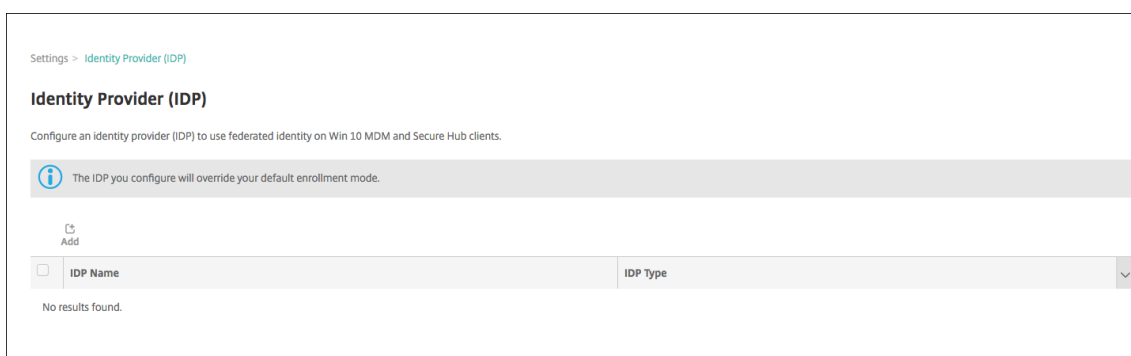 Settings > Identity Provider (IDP)
Identity Provider (IDP)
Configure an identity provider (IDP) to use federated identity on Win 10 MDM and Secure Hub clients.
The IDP you configure will override your default enrollment mode.
Add
IDP Name IDP Type
No results found.